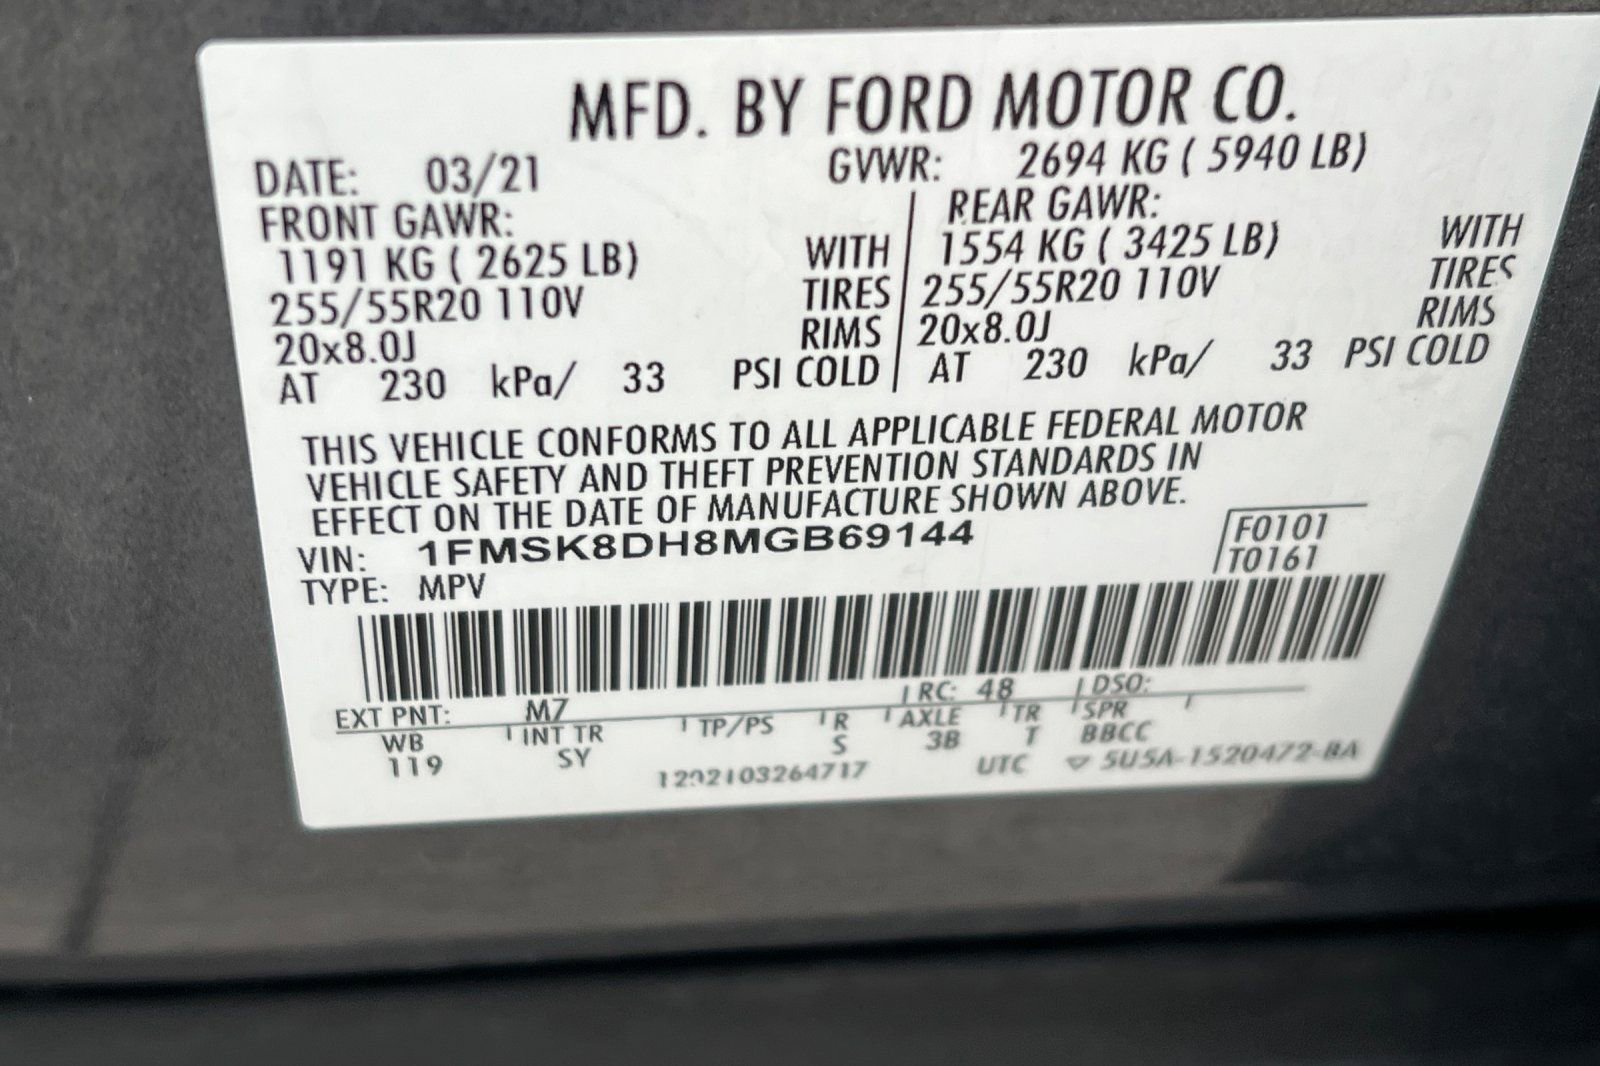 MFD. BY FORD MOTOR CO.
DATE: 03/21 GVWR: 2694 KG ( 5940 LB)
FRONT GAWR: REAR GAWR:
1191 KG ( 2625 LB) WITH 1554 KG ( 3425 LB) WITH
255/55R20 110V TIRES 255/55R20 110V TIRES
20x8.0J RIMS 20x8.0J RIMS
AT 230 kPa/ 33 PSI COLD AT 230 kPa/ 33 PSI COLD
THIS VEHICLE CONFORMS TO ALL APPLICABLE FEDERAL MOTOR
VEHICLE SAFETY AND THEFT PREVENTION STANDARDS IN
EFFECT ON THE DATE OF MANUFACTURE SHOWN ABOVE.
VIN: 1FMSK8DH8MGB69144 F0101
TYPE: MPV T0161
EXT PNT: M7 RC: 48 DSO:
WB INT TR TP/PS R AXLE TR SPR
119 SY S 3B T BBCC
UTC 5U5A-1520472-BA